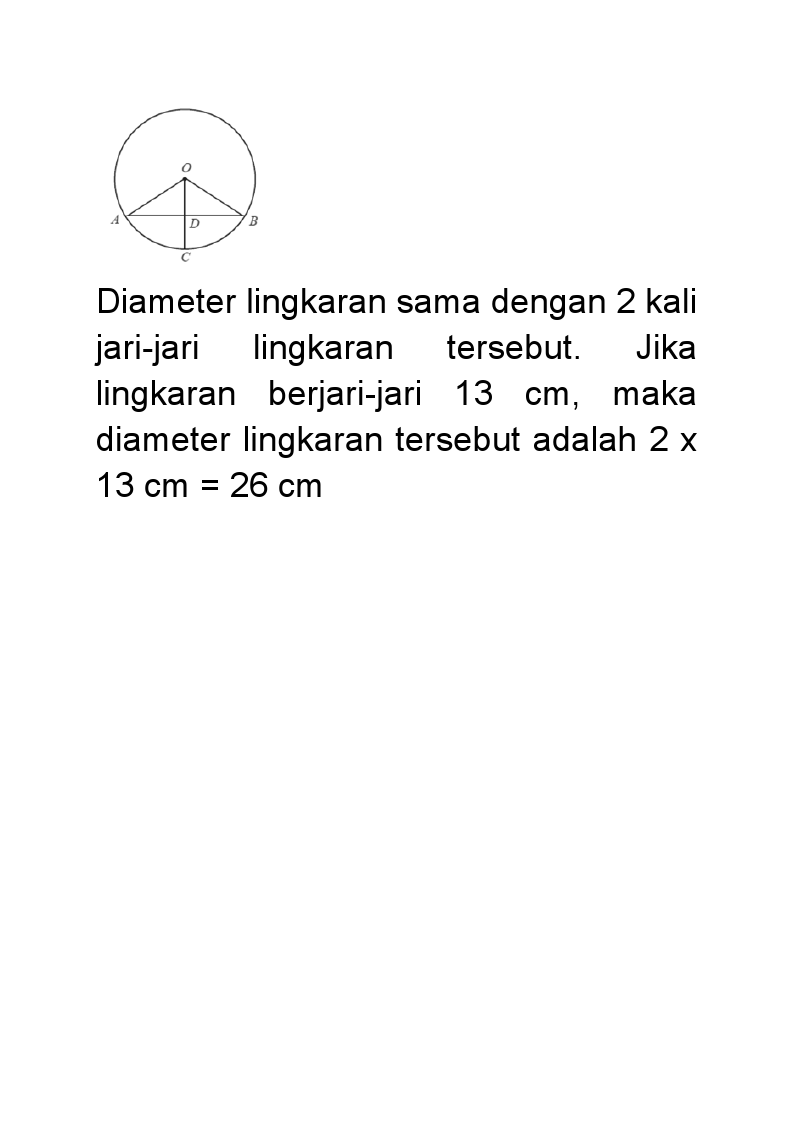 O
A D B
C
Diameter lingkaran sama dengan 2 kali
jari-jari lingkaran tersebut. Jika
lingkaran berjari-jari 13 cm, maka
diameter lingkaran tersebut adalah 2 x
13 cm = 26 cm